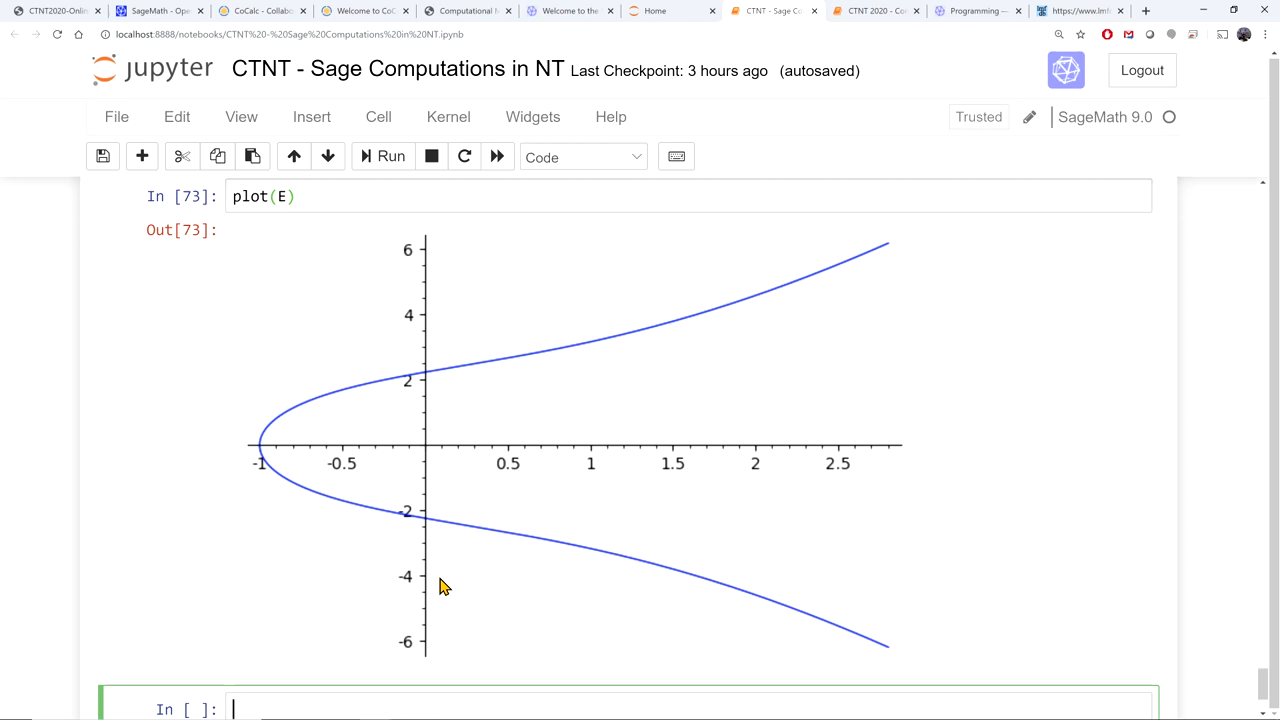 CTNT2020-Onlin
SageMath - Open
CoCalc - Collabo
Welcome to CoC
Computational N
Welcome to the
Home
CTNT - Sage Co
CTNT 2020 - Co
Programming —
https://www.lmf
localhost:8888/notebooks/CTNT%20-%20Sage%20Computations%20in%20NT.ipynb
jupyter CTNT - Sage Computations in NT Last Checkpoint: 3 hours ago (autosaved) Logout
File Edit View Insert Cell Kernel Widgets Help Trusted SageMath 9.0
Run Code
In [73]: plot(E)
Out[73]:
6
4
2
-1 -0.5 0.5 1 1.5 2 2.5
-2
-4
-6
In [ ]: